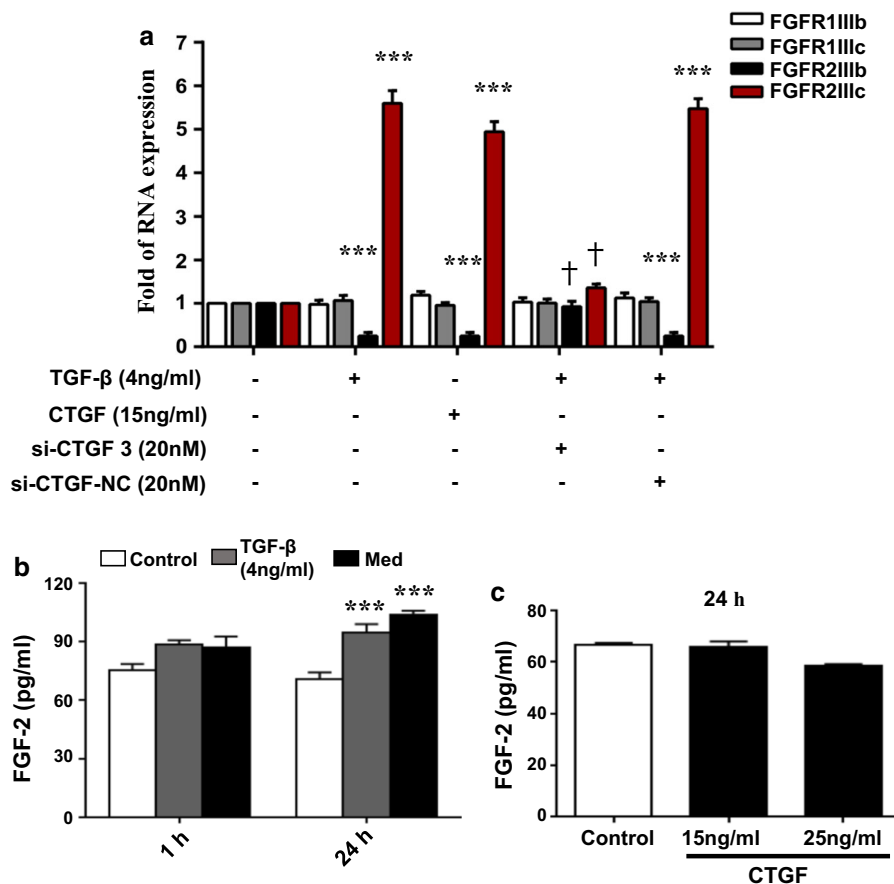 a
FGFR1IIIb
FGFR1IIIc
FGFR2IIIb
FGFR2IIIc
Fold of RNA expression
7
6
5
4
3
2
1
0
*** *** *** *** † † *** ***
TGF-β (4ng/ml) - + - + +
CTGF (15ng/ml) - - + - -
si-CTGF 3 (20nM) - - - + -
si-CTGF-NC (20nM) - - - - +
b
Control TGF-β (4ng/ml) Med
FGF-2 (pg/ml)
120
90
60
30
0
*** ***
1 h 24 h
c
24 h
FGF-2 (pg/ml)
80
60
40
20
0
Control 15ng/ml 25ng/ml
CTGF